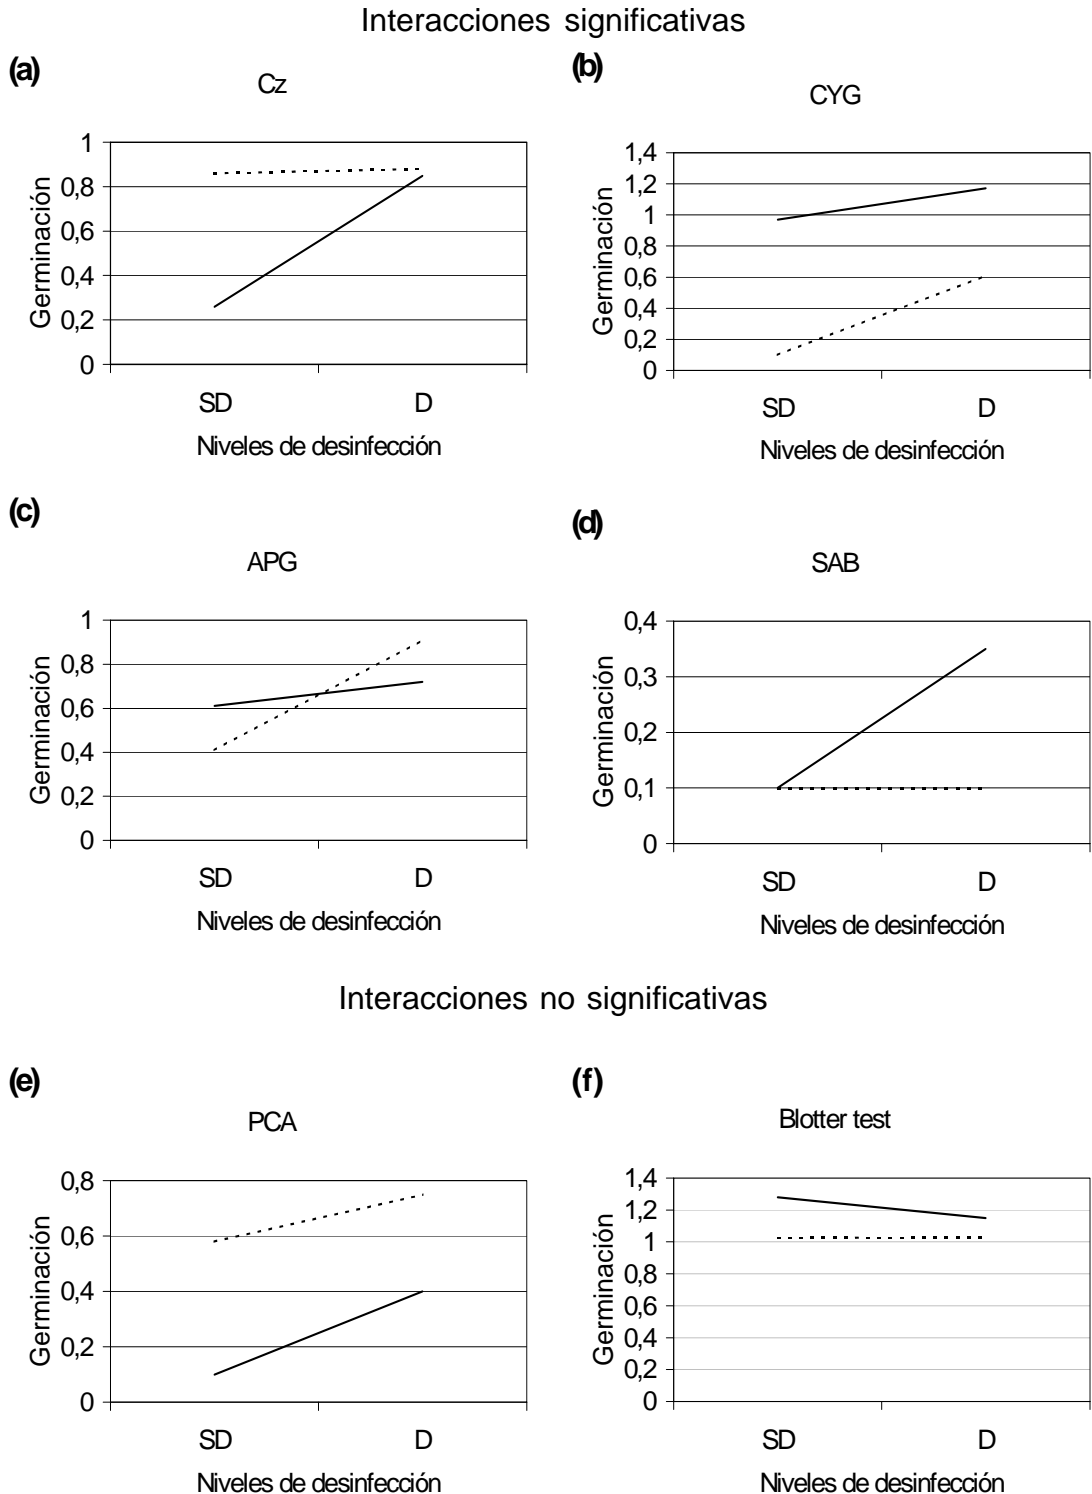 Interacciones significativas
(a)
Cz
1
0,8
0,6
0,4
0,2
0
Germinación
SD D
Niveles de desinfección
(b)
CYG
1,4
1,2
1
0,8
0,6
0,4
0,2
0
Germinación
SD D
Niveles de desinfección
(c)
APG
1
0,8
0,6
0,4
0,2
0
Germinación
SD D
Niveles de desinfección
(d)
SAB
0,4
0,3
0,2
0,1
0
Germinación
SD D
Niveles de desinfección
Interacciones no significativas
(e)
PCA
0,8
0,6
0,4
0,2
0
Germinación
SD D
Niveles de desinfección
(f)
Blotter test
1,4
1,2
1
0,8
0,6
0,4
0,2
0
Germinación
SD D
Niveles de desinfección